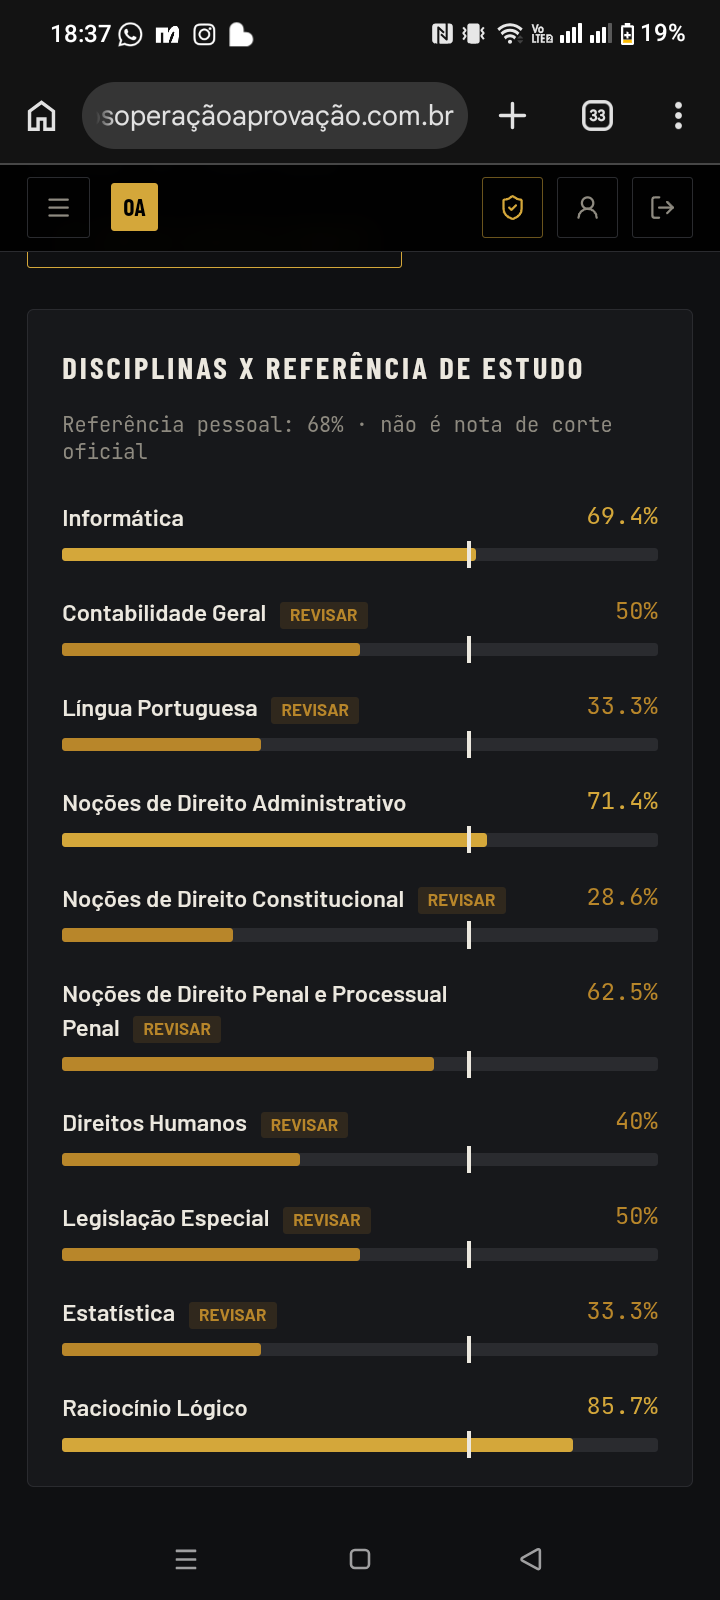 18:37
Vo LTE2
19%
soperaçãoaprovação.com.br
33
OA
DISCIPLINAS X REFERÊNCIA DE ESTUDO
Referência pessoal: 68% · não é nota de corte
oficial
Informática 69.4%
Contabilidade Geral REVISAR 50%
Língua Portuguesa REVISAR 33.3%
Noções de Direito Administrativo 71.4%
Noções de Direito Constitucional REVISAR 28.6%
Noções de Direito Penal e Processual 62.5%
Penal REVISAR
Direitos Humanos REVISAR 40%
Legislação Especial REVISAR 50%
Estatística REVISAR 33.3%
Raciocínio Lógico 85.7%